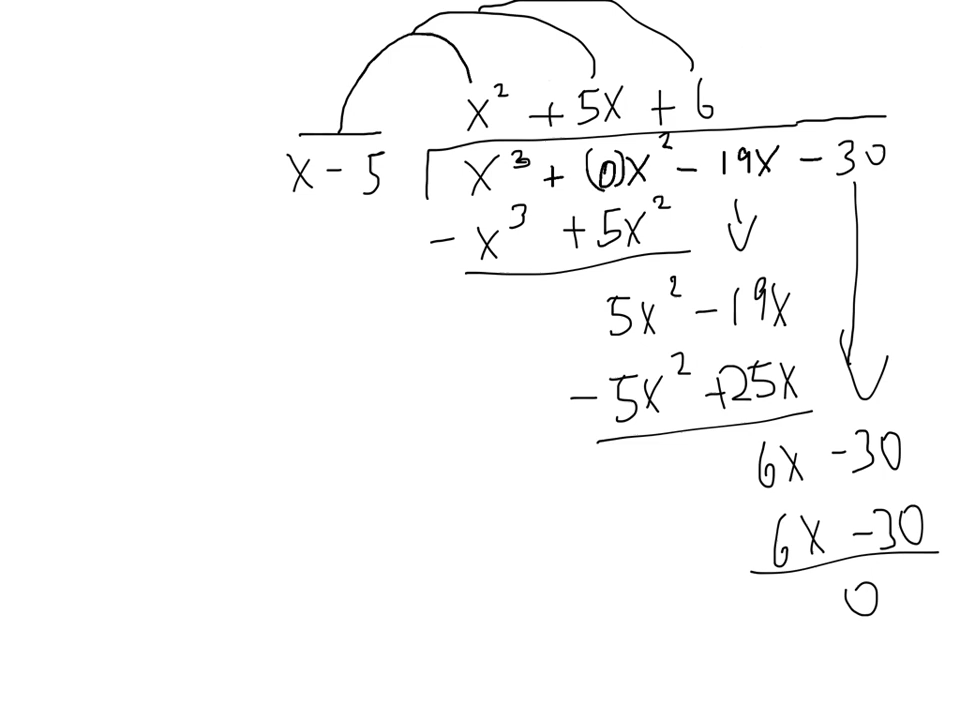 x² + 5x + 6
x - 5 x³ + (0)x² - 19x - 30
- x³ + 5x²
5x² - 19x
- 5x² + 25x
6x - 30
6x - 30
0